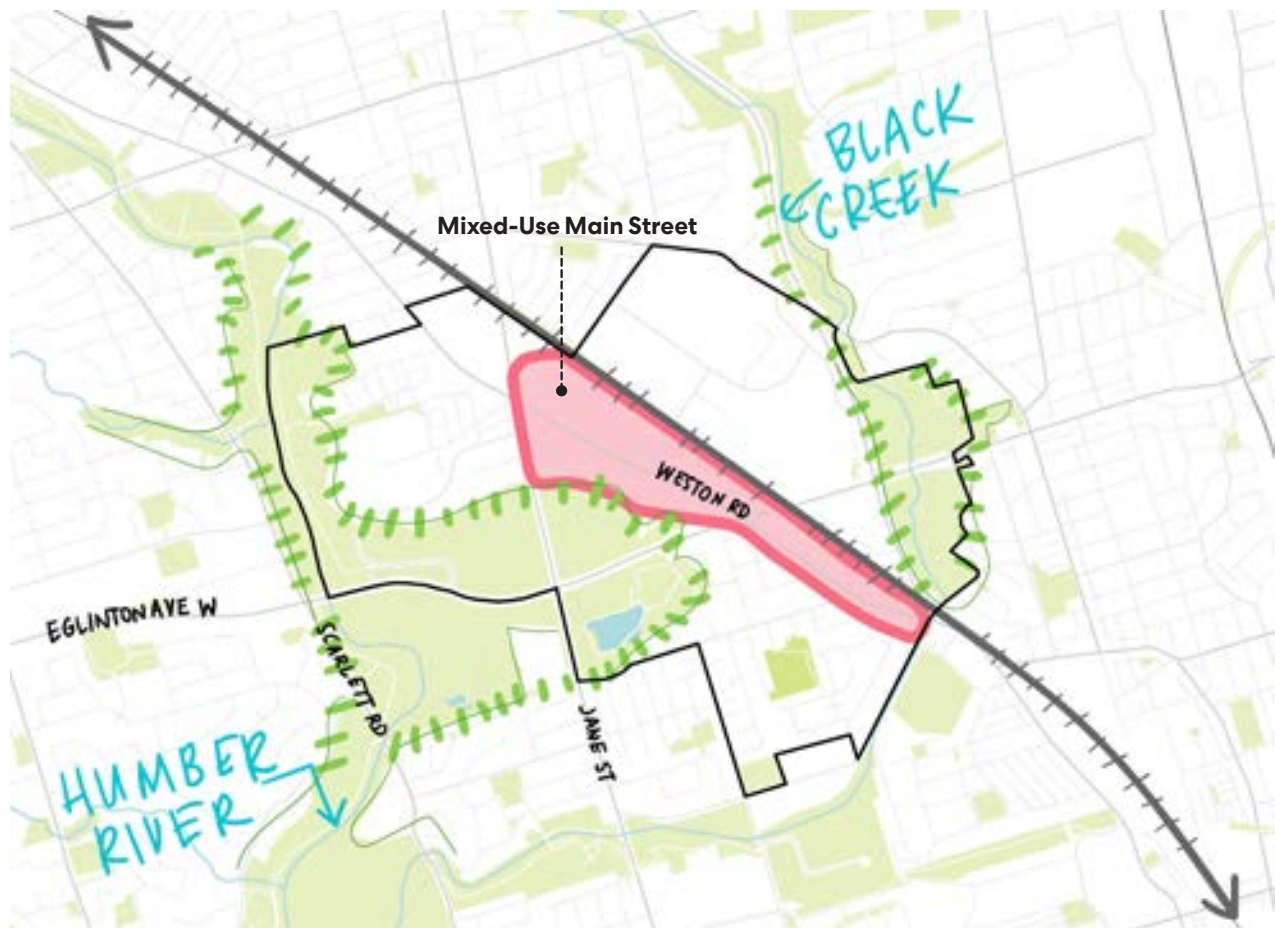 BLACK
CREEK
Mixed-Use Main Street
WESTON RD
EGLINTON AVE W
SCARLETT RD
JANE ST
HUMBER
RIVER